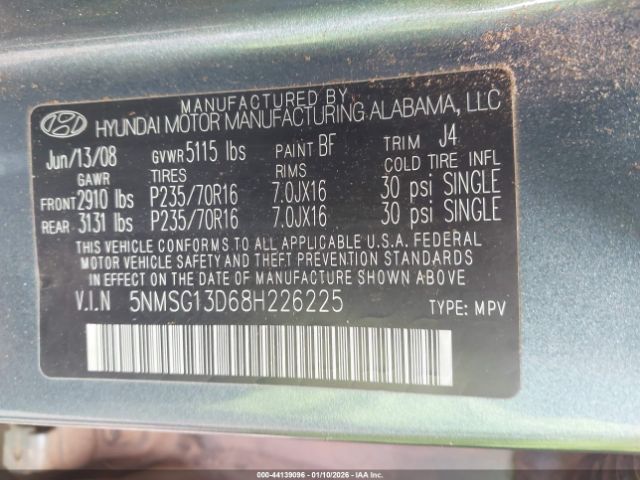 MANUFACTURED BY
HYUNDAI MOTOR MANUFACTURING ALABAMA, LLC
Jun/13/08 GVWR 5115 lbs PAINT BF TRIM J4
GAWR TIRES RIMS COLD TIRE INFL
FRONT 2910 lbs P235/70R16 7.0JX16 30 psi SINGLE
REAR 3131 lbs P235/70R16 7.0JX16 30 psi SINGLE
THIS VEHICLE CONFORMS TO ALL APPLICABLE U.S.A. FEDERAL
MOTOR VEHICLE SAFETY AND THEFT PREVENTION STANDARDS
IN EFFECT ON THE DATE OF MANUFACTURE SHOWN ABOVE
V.I.N 5NMSG13D68H226225 TYPE: MPV
000-44139096 - 01/10/2026 - IAAI.COM